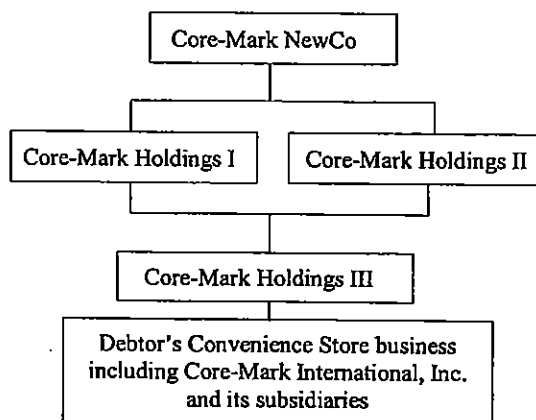 Core-Mark NewCo
Core-Mark Holdings I
Core-Mark Holdings II
Core-Mark Holdings III
Debtor's Convenience Store business
including Core-Mark International, Inc.
and its subsidiaries